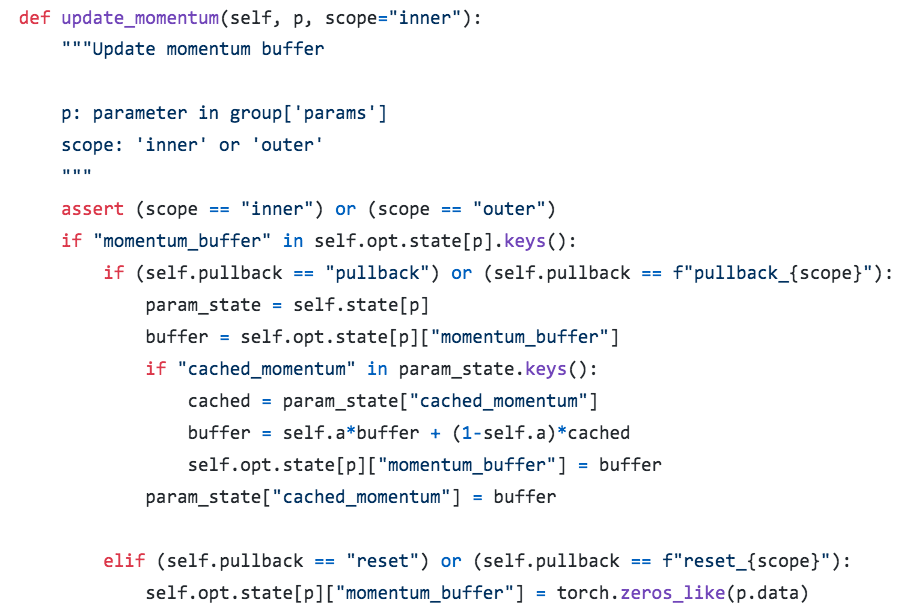 def update_momentum(self, p, scope="inner"):
    """Update momentum buffer

    p: parameter in group['params']
    scope: 'inner' or 'outer'
    """
    assert (scope == "inner") or (scope == "outer")
    if "momentum_buffer" in self.opt.state[p].keys():
        if (self.pullback == "pullback") or (self.pullback == f"pullback_{scope}"):
            param_state = self.state[p]
            buffer = self.opt.state[p]["momentum_buffer"]
            if "cached_momentum" in param_state.keys():
                cached = param_state["cached_momentum"]
                buffer = self.a*buffer + (1-self.a)*cached
                self.opt.state[p]["momentum_buffer"] = buffer
            param_state["cached_momentum"] = buffer

        elif (self.pullback == "reset") or (self.pullback == f"reset_{scope}"):
            self.opt.state[p]["momentum_buffer"] = torch.zeros_like(p.data)